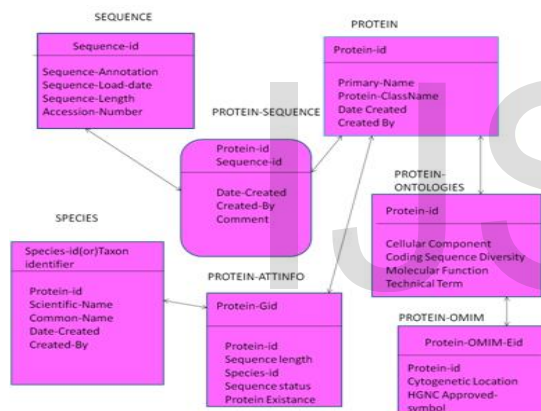 SEQUENCE
Sequence-id
Sequence-Annotation
Sequence-Load-date
Sequence-Length
Accession-Number
PROTEIN
Protein-id
Primary-Name
Protein-ClassName
Date Created
Created By
PROTEIN-SEQUENCE
Protein-id
Sequence-id
Date-Created
Created-By
Comment
PROTEIN-
ONTOLOGIES
Protein-id
Cellular Component
Coding Sequence Diversity
Molecular Function
Technical Term
SPECIES
Species-id(or)Taxon
identifier
Protein-id
Scientific-Name
Common-Name
Date-Created
Created-By
PROTEIN-ATTINFO
Protein-Gid
Protein-id
Sequence length
Species-id
Sequence status
Protein Existance
PROTEIN-OMIM
Protein-OMIM-Eid
Protein-id
Cytogenetic Location
HGNC Approved-
symbol
IJS